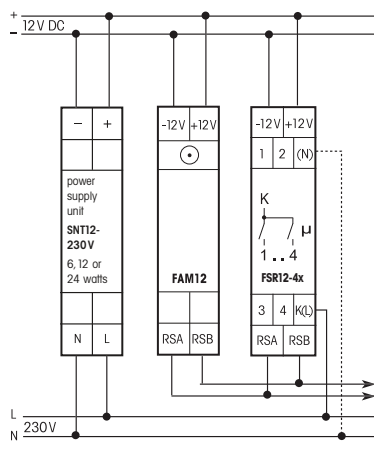 +
12V DC
−
− +
-12V +12V
-12V +12V
1 2 (N)
power
supply
unit
SNT12-
230V
6, 12 or
24 watts
K
µ
1 . . 4
FAM12
FSR12-4x
3 4 K(L)
N L
RSA RSB
RSA RSB
L
230V
N